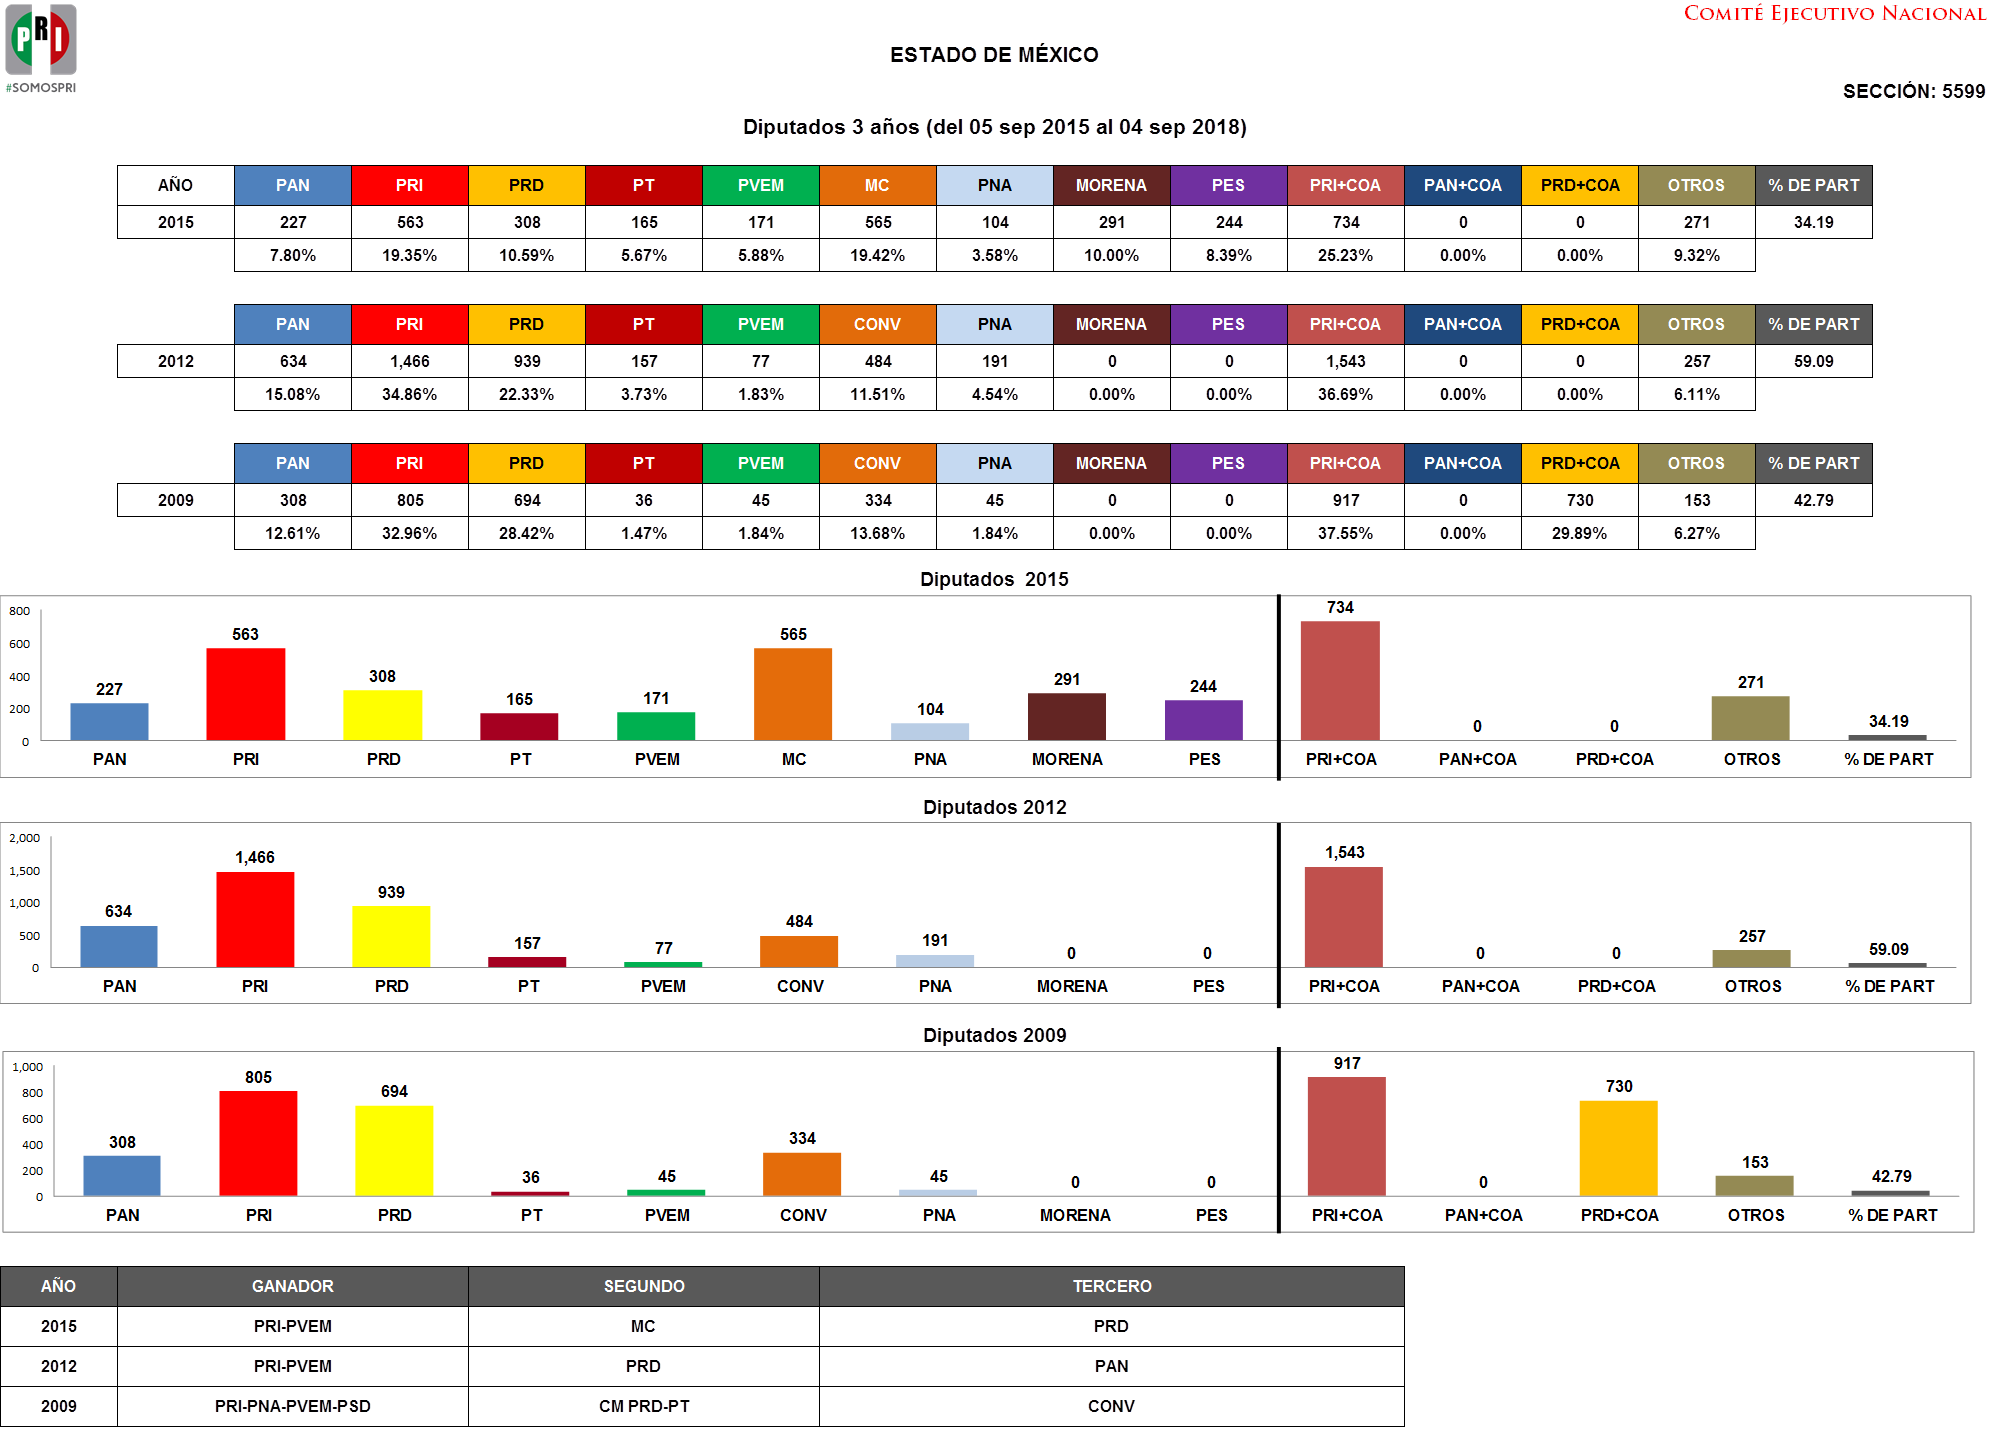 PRI
#SOMOSPRI
COMITÉ EJECUTIVO NACIONAL
ESTADO DE MÉXICO
SECCIÓN: 5599
Diputados 3 años (del 05 sep 2015 al 04 sep 2018)
AÑO PAN PRI PRD PT PVEM MC PNA MORENA PES PRI+COA PAN+COA PRD+COA OTROS % DE PART
2015 227 563 308 165 171 565 104 291 244 734 0 0 271 34.19
7.80% 19.35% 10.59% 5.67% 5.88% 19.42% 3.58% 10.00% 8.39% 25.23% 0.00% 0.00% 9.32%
PAN PRI PRD PT PVEM CONV PNA MORENA PES PRI+COA PAN+COA PRD+COA OTROS % DE PART
2012 634 1,466 939 157 77 484 191 0 0 1,543 0 0 257 59.09
15.08% 34.86% 22.33% 3.73% 1.83% 11.51% 4.54% 0.00% 0.00% 36.69% 0.00% 0.00% 6.11%
PAN PRI PRD PT PVEM CONV PNA MORENA PES PRI+COA PAN+COA PRD+COA OTROS % DE PART
2009 308 805 694 36 45 334 45 0 0 917 0 730 153 42.79
12.61% 32.96% 28.42% 1.47% 1.84% 13.68% 1.84% 0.00% 0.00% 37.55% 0.00% 29.89% 6.27%
Diputados 2015
800
600
400
200
0
227 563 308 165 171 565 104 291 244 734 0 0 271 34.19
PAN PRI PRD PT PVEM MC PNA MORENA PES PRI+COA PAN+COA PRD+COA OTROS % DE PART
Diputados 2012
2,000
1,500
1,000
500
0
634 1,466 939 157 77 484 191 0 0 1,543 0 0 257 59.09
PAN PRI PRD PT PVEM CONV PNA MORENA PES PRI+COA PAN+COA PRD+COA OTROS % DE PART
Diputados 2009
1,000
800
600
400
200
0
308 805 694 36 45 334 45 0 0 917 0 730 153 42.79
PAN PRI PRD PT PVEM CONV PNA MORENA PES PRI+COA PAN+COA PRD+COA OTROS % DE PART
AÑO GANADOR SEGUNDO TERCERO
2015 PRI-PVEM MC PRD
2012 PRI-PVEM PRD PAN
2009 PRI-PNA-PVEM-PSD CM PRD-PT CONV